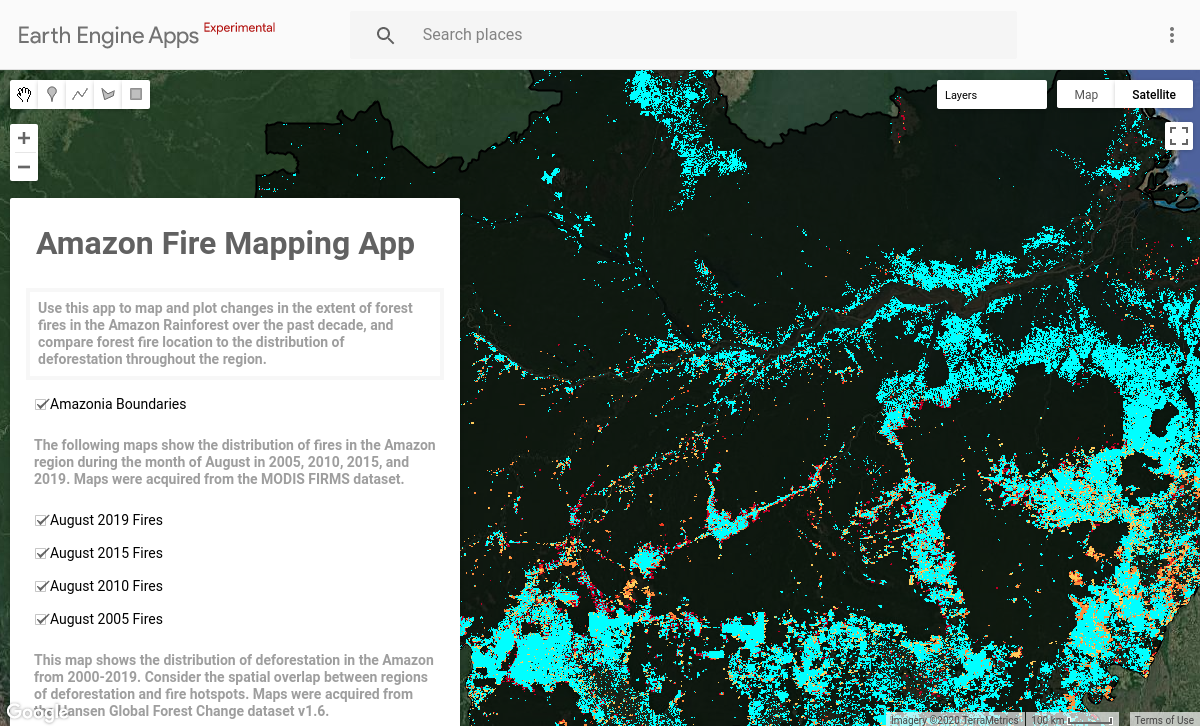 Earth Engine Apps Experimental
Search places
Layers
Map
Satellite
Amazon Fire Mapping App
Use this app to map and plot changes in the extent of forest
fires in the Amazon Rainforest over the past decade, and
compare forest fire location to the distribution of
deforestation throughout the region.
Amazonia Boundaries
The following maps show the distribution of fires in the Amazon
region during the month of August in 2005, 2010, 2015, and
2019. Maps were acquired from the MODIS FIRMS dataset.
August 2019 Fires
August 2015 Fires
August 2010 Fires
August 2005 Fires
This map shows the distribution of deforestation in the Amazon
from 2000-2019. Consider the spatial overlap between regions
of deforestation and fire hotspots. Maps were acquired from
the Hansen Global Forest Change dataset v1.6.
Google
Imagery ©2020 TerraMetrics
100 km
Terms of Use